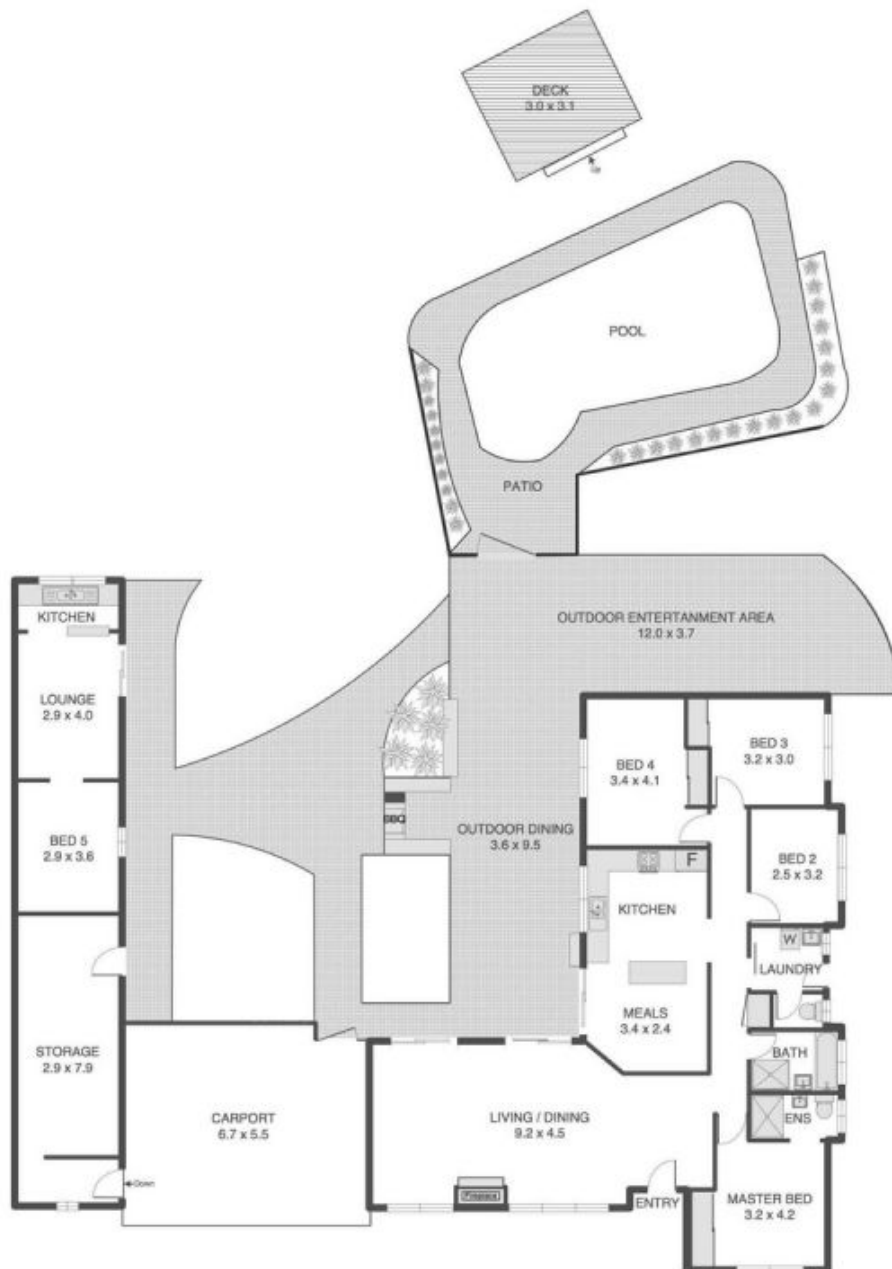 DECK
3.0 x 3.1
Up
POOL
PATIO
OUTDOOR ENTERTANMENT AREA
12.0 x 3.7
KITCHEN
LOUNGE
2.9 x 4.0
BED 4
3.4 x 4.1
BED 3
3.2 x 3.0
BBQ
OUTDOOR DINING
3.6 x 9.5
BED 5
2.9 x 3.6
F
BED 2
2.5 x 3.2
KITCHEN
W
LAUNDRY
MEALS
3.4 x 2.4
STORAGE
2.9 x 7.9
BATH
CARPORT
6.7 x 5.5
LIVING / DINING
9.2 x 4.5
ENS
Down
Fireplace
ENTRY
MASTER BED
3.2 x 4.2